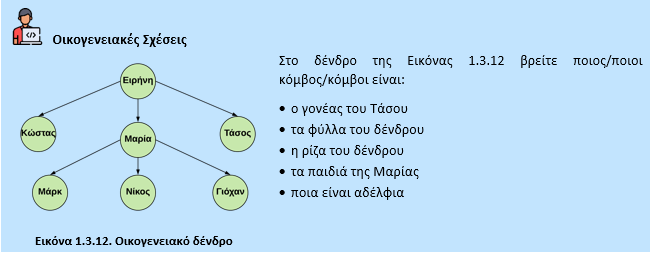 Οικογενειακές Σχέσεις
Ειρήνη
Κώστας
Μαρία
Τάσος
Μάρκ
Νίκος
Γιόχαν
Εικόνα 1.3.12. Οικογενειακό δένδρο
Στο δένδρο της Εικόνας 1.3.12 βρείτε ποιος/ποιοι
κόμβος/κόμβοι είναι:
• ο γονέας του Τάσου
• τα φύλλα του δένδρου
• η ρίζα του δένδρου
• τα παιδιά της Μαρίας
• ποια είναι αδέλφια